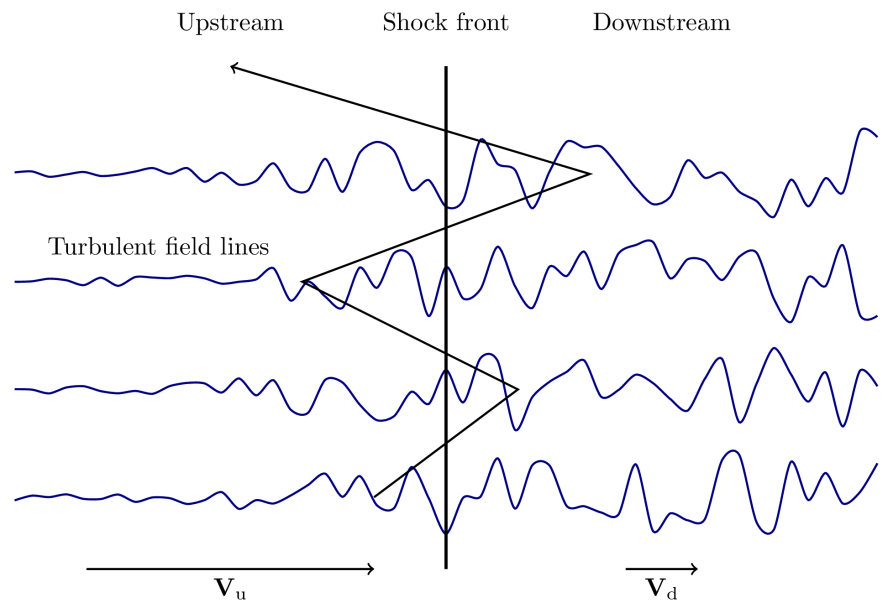 Upstream
Shock front
Downstream
Turbulent field lines
Vu
Vd